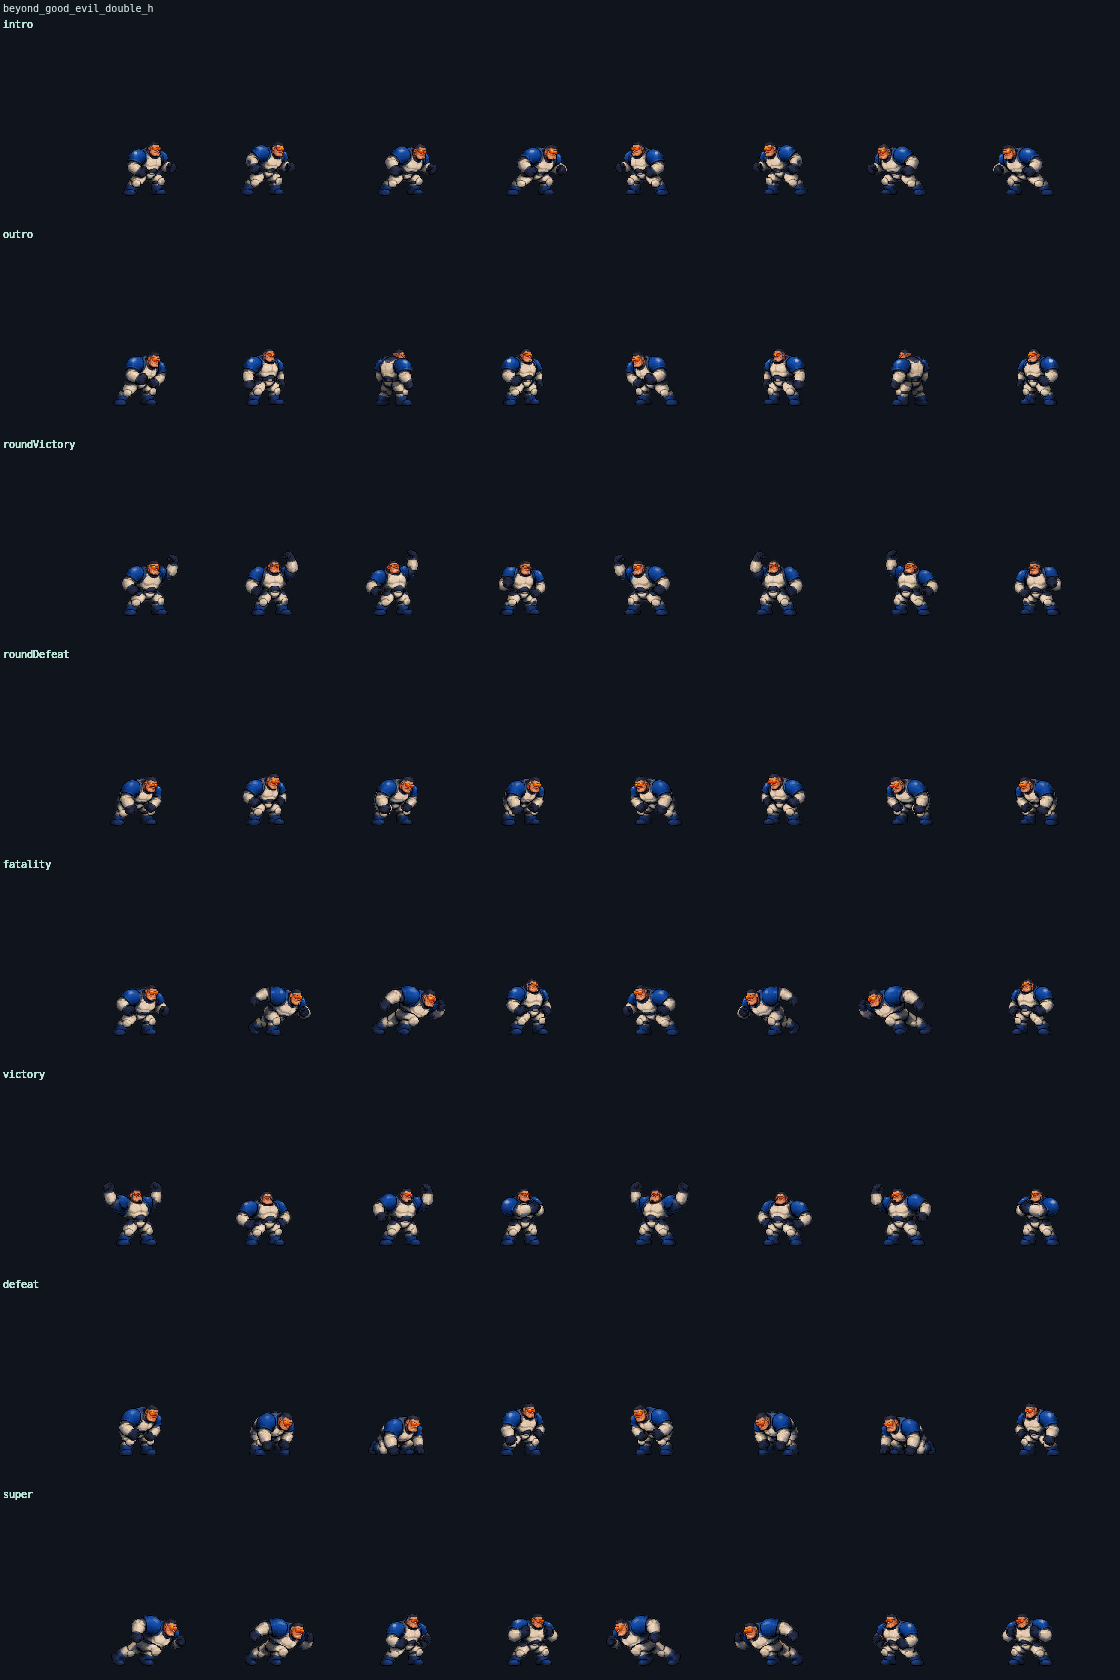 beyond_good_evil_double_h
intro
outro
roundVictory
roundDefeat
fatality
victory
defeat
super